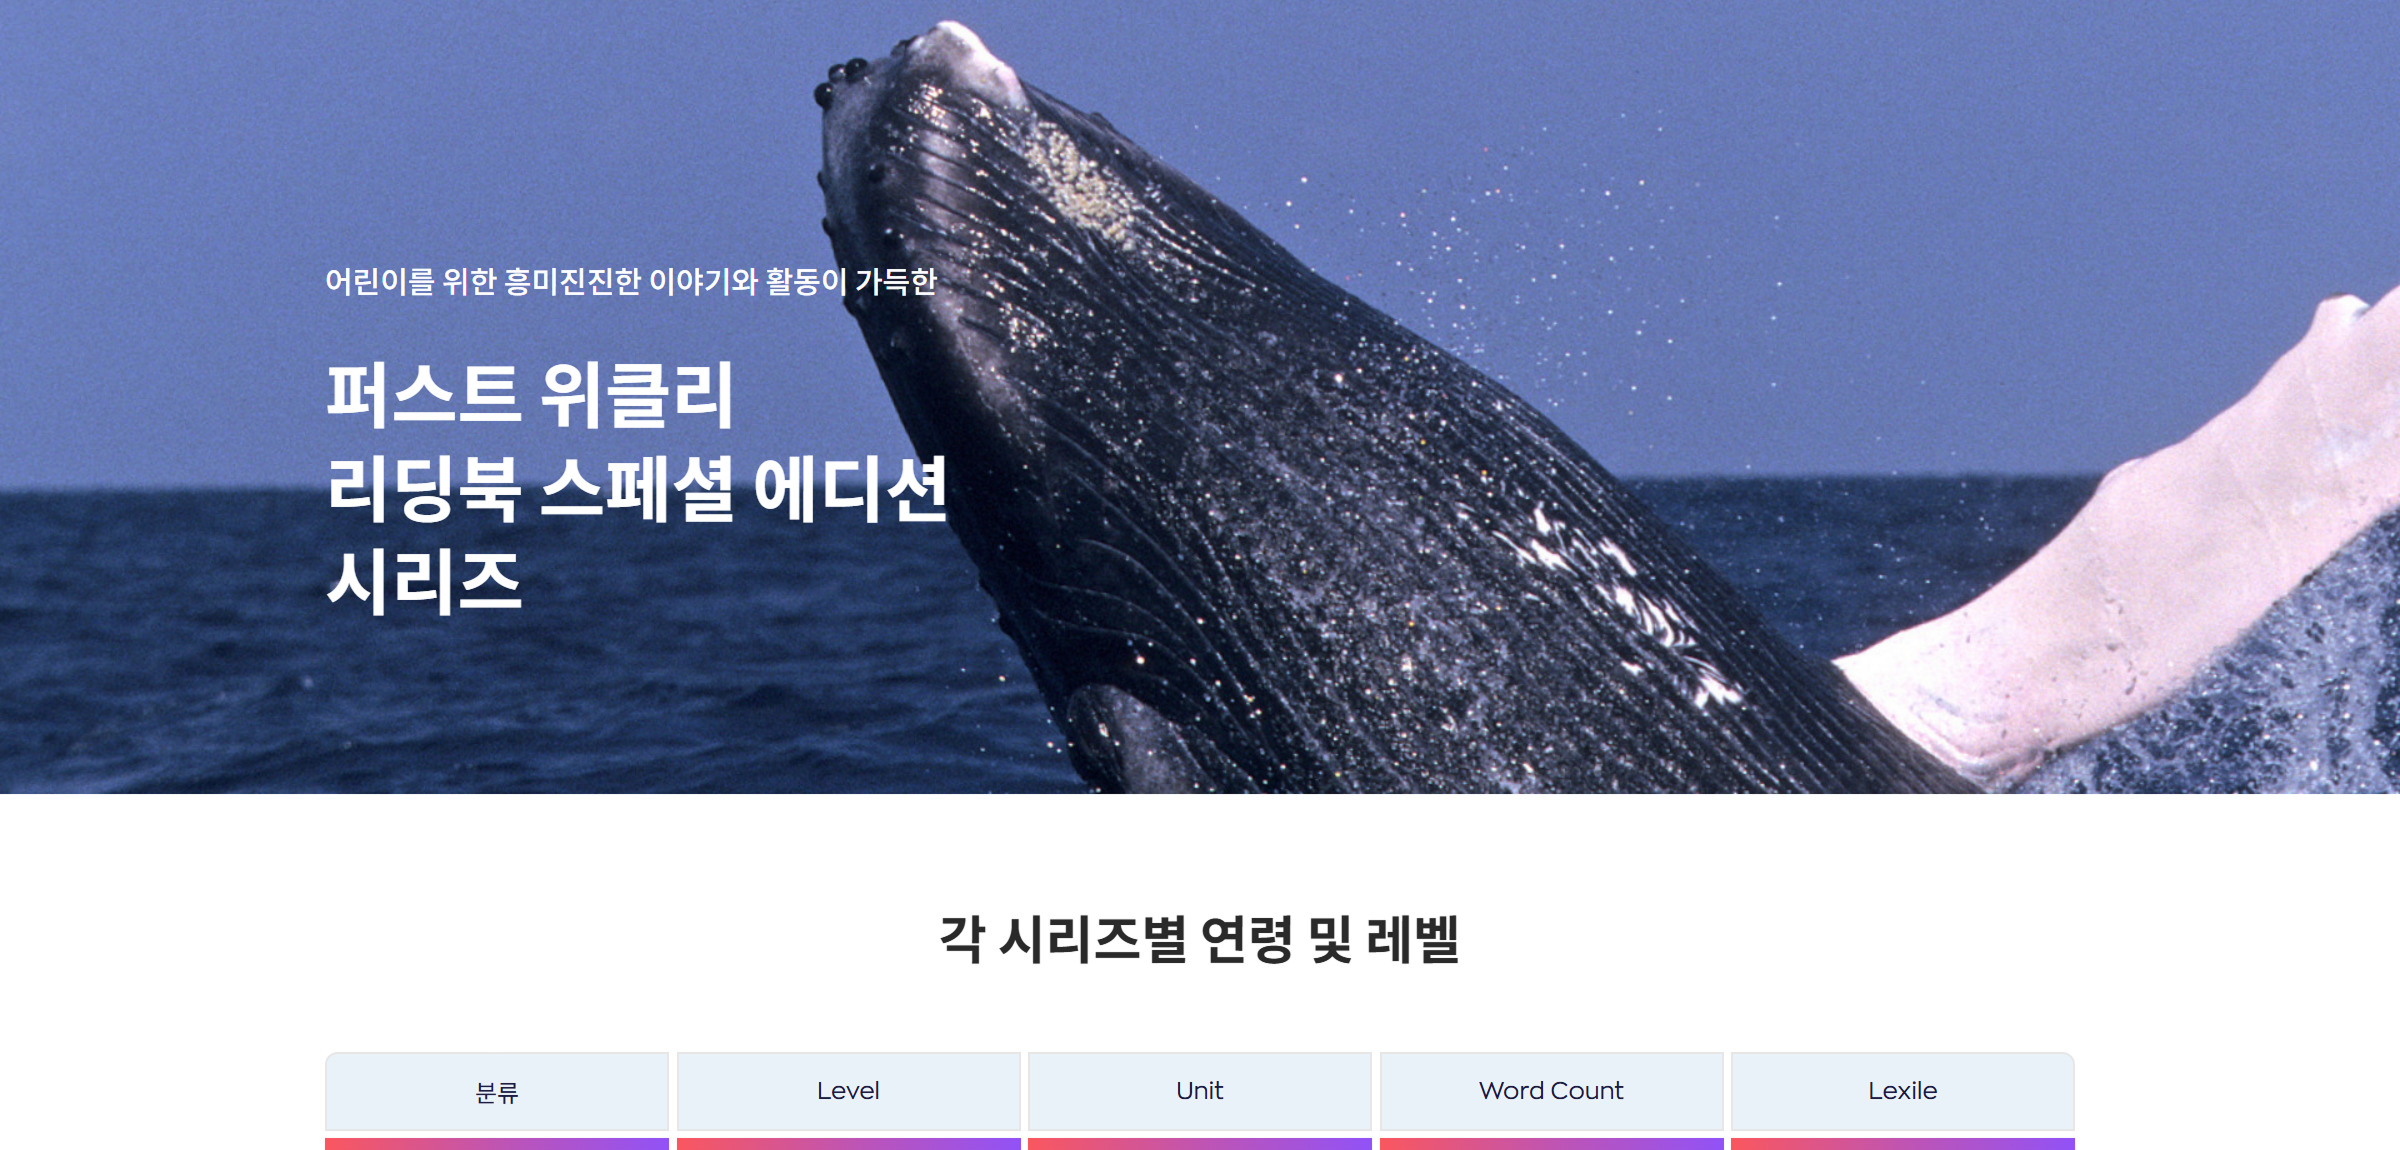 어린이를 위한 흥미진진한 이야기와 활동이 가득한
퍼스트 위클리
리딩북 스페셜 에디션
시리즈
각 시리즈별 연령 및 레벨
분류
Level
Unit
Word Count
Lexile